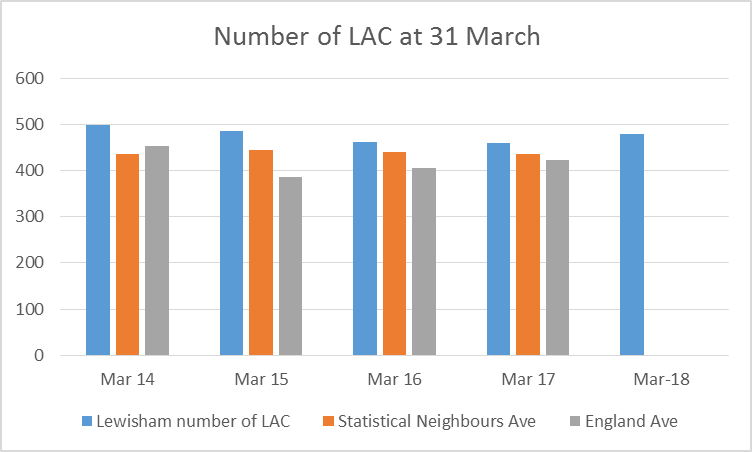 Number of LAC at 31 March
600
500
400
300
200
100
0
Mar 14 Mar 15 Mar 16 Mar 17 Mar-18
Lewisham number of LAC Statistical Neighbours Ave England Ave